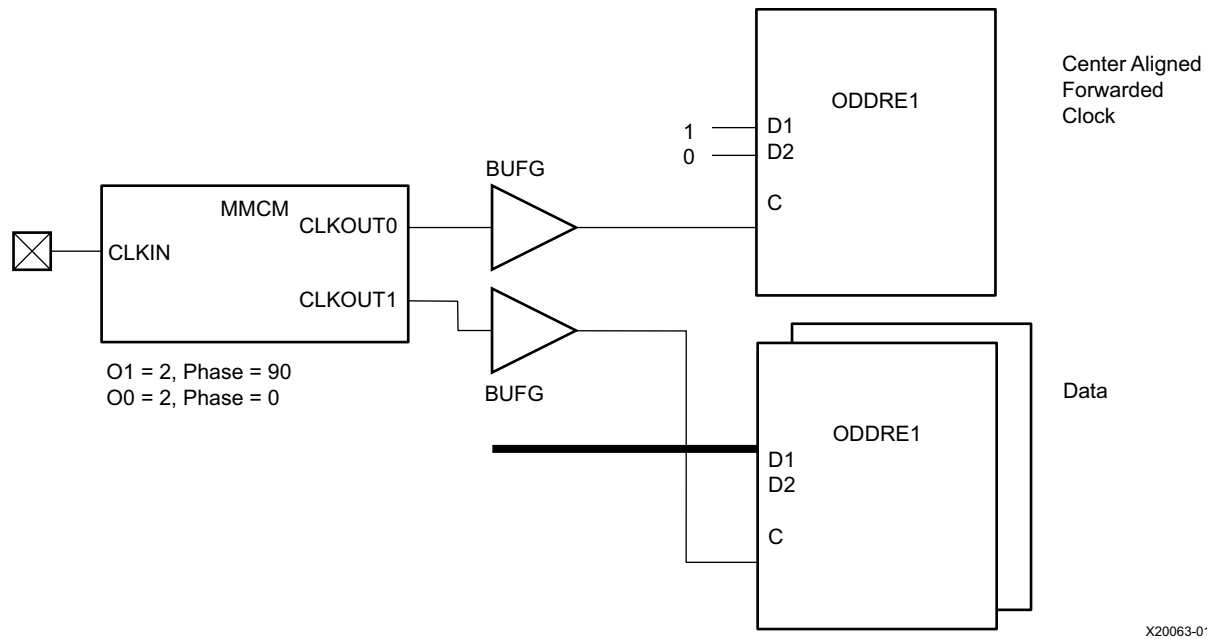 Center Aligned
Forwarded
Clock
ODDRE1
1
D1
0
D2
C
BUFG
MMCM
CLKOUT0
CLKIN
CLKOUT1
BUFG
O1 = 2, Phase = 90
O0 = 2, Phase = 0
Data
ODDRE1
D1
D2
C